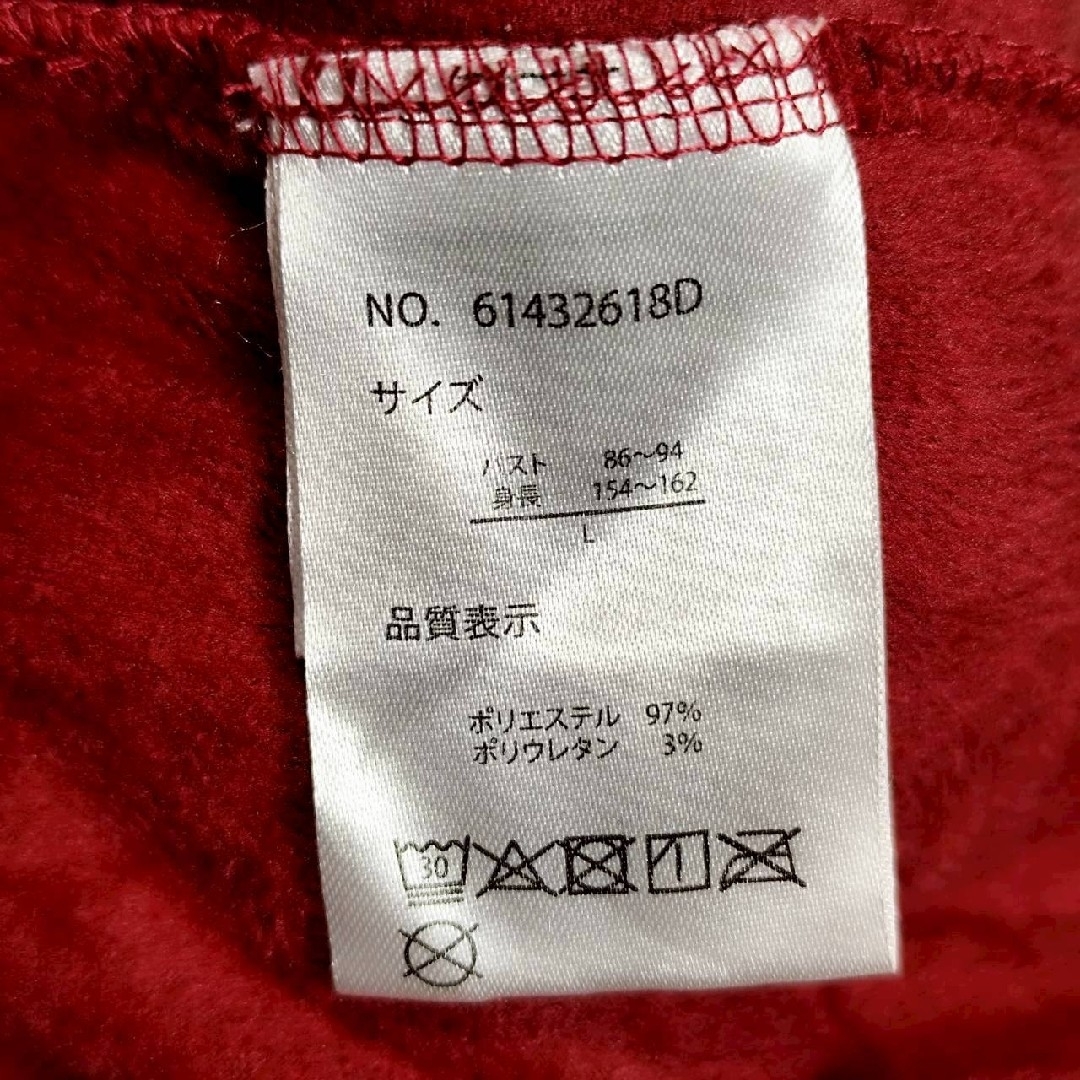 NO. 61432618D
サイズ
バスト 86〜94
身長 154〜162
L
品質表示
ポリエステル 97%
ポリウレタン 3%
30